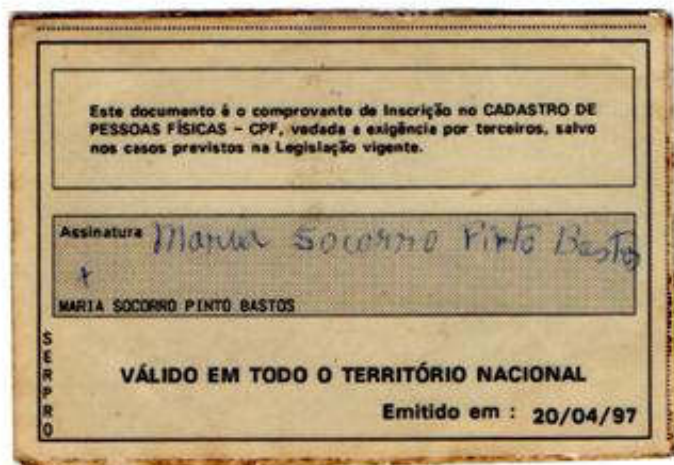 Este documento é o comprovante de Inscrição no CADASTRO DE
PESSOAS FÍSICAS – CPF, vedada a exigência por terceiros, salvo
nos casos previstos na Legislação vigente.
Assinatura Maria Socorro Pinto Bastos
x
MARIA SOCORRO PINTO BASTOS
SERPRO
VÁLIDO EM TODO O TERRITÓRIO NACIONAL
Emitido em : 20/04/97